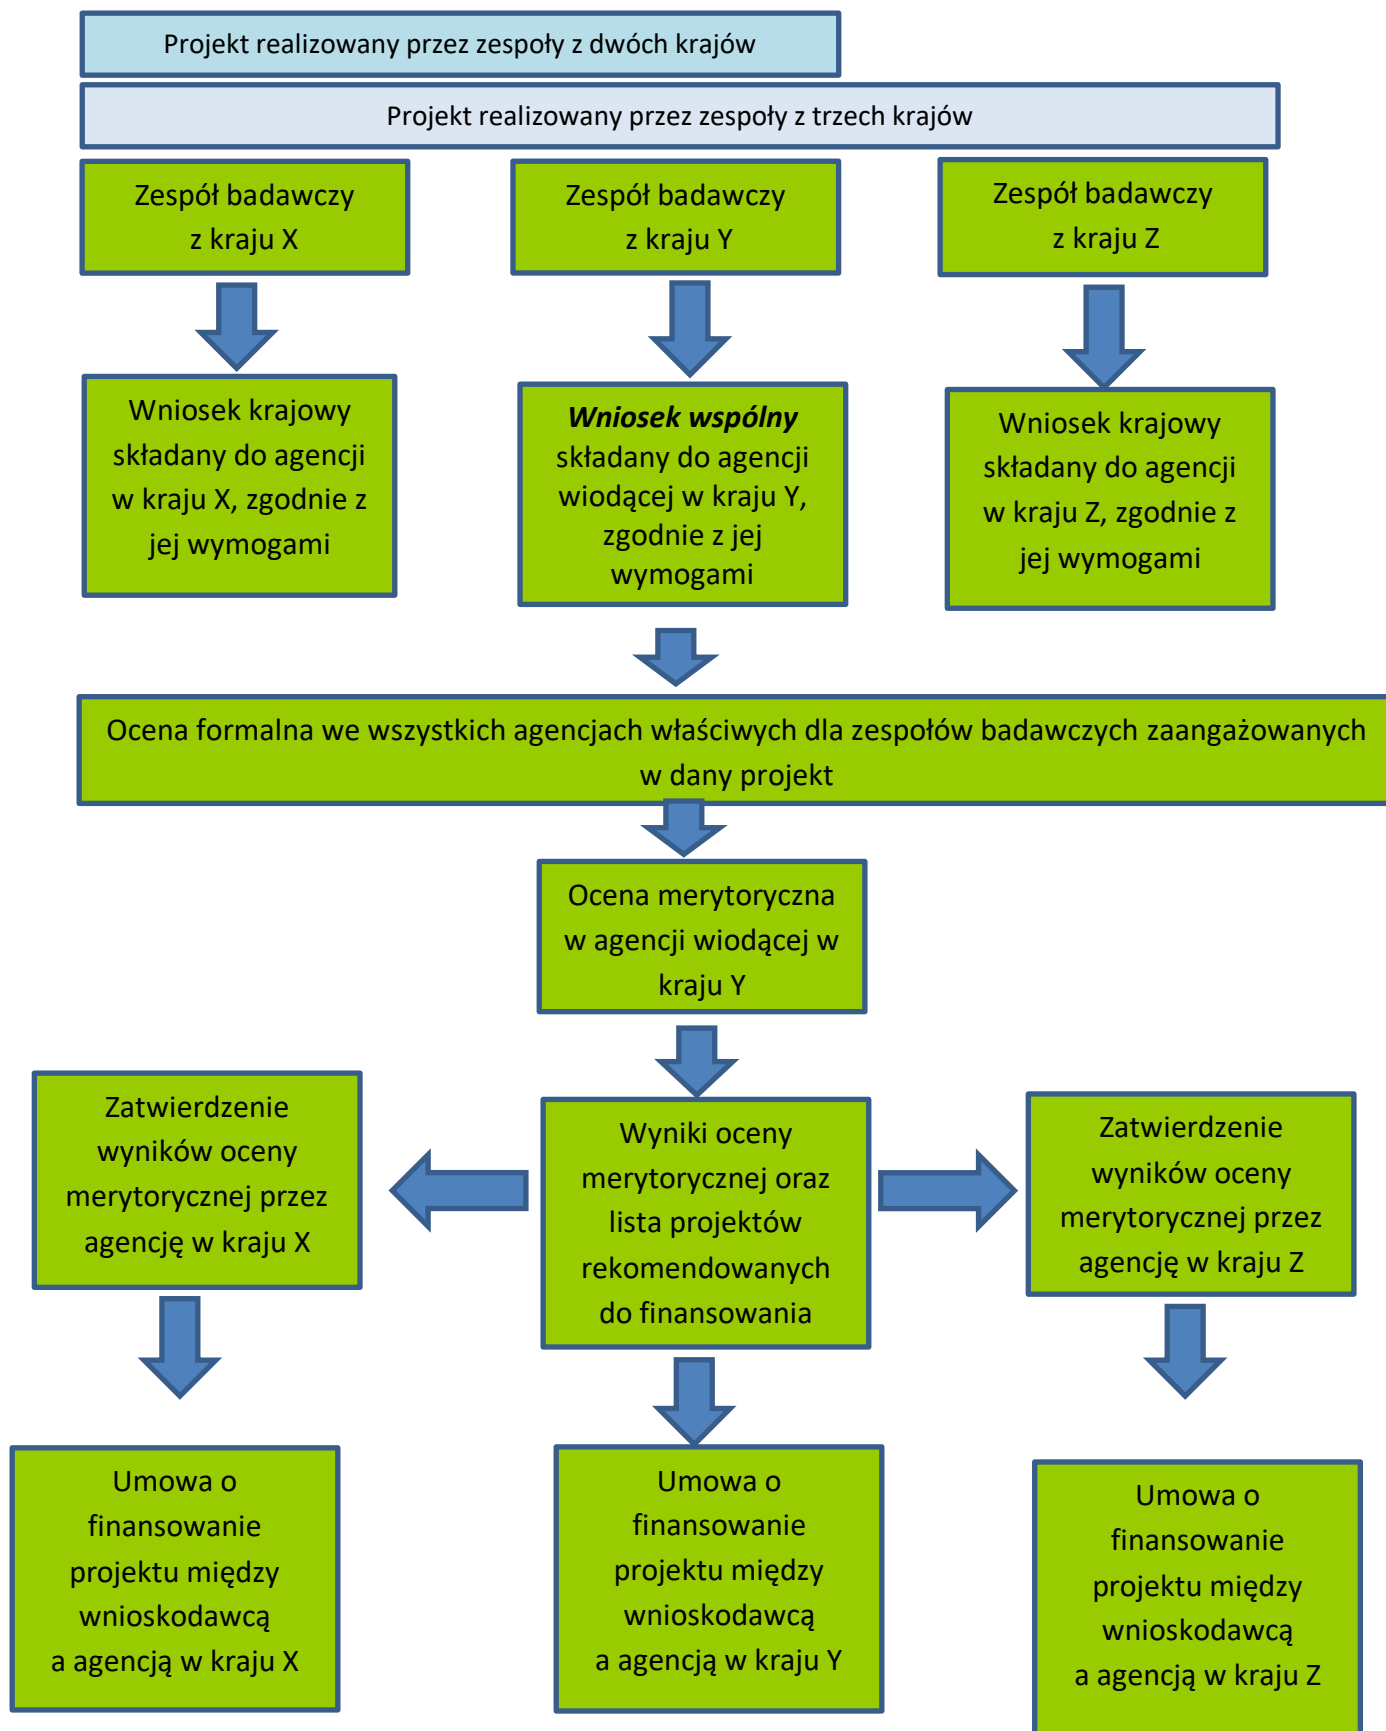 Projekt realizowany przez zespoły z dwóch krajów
Projekt realizowany przez zespoły z trzech krajów
Zespół badawczy
z kraju X
Zespół badawczy
z kraju Y
Zespół badawczy
z kraju Z
Wniosek krajowy
składany do agencji
w kraju X, zgodnie z
jej wymogami
Wniosek wspólny
składany do agencji
wiodącej w kraju Y,
zgodnie z jej
wymogami
Wniosek krajowy
składany do agencji
w kraju Z, zgodnie z
jej wymogami
Ocena formalna we wszystkich agencjach właściwych dla zespołów badawczych zaangażowanych
w dany projekt
Ocena merytoryczna
w agencji wiodącej w
kraju Y
Zatwierdzenie
wyników oceny
merytorycznej przez
agencję w kraju X
Wyniki oceny
merytorycznej oraz
lista projektów
rekomendowanych
do finansowania
Zatwierdzenie
wyników oceny
merytorycznej przez
agencję w kraju Z
Umowa o
finansowanie
projektu między
wnioskodawcą
a agencją w kraju X
Umowa o
finansowanie
projektu między
wnioskodawcą
a agencją w kraju Y
Umowa o
finansowanie
projektu między
wnioskodawcą
a agencją w kraju Z